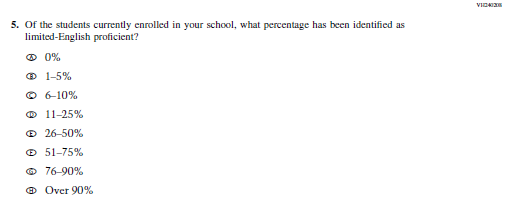 5. Of the students currently enrolled in your school, what percentage has been identified as
limited-English proficient?
Ⓐ 0%
Ⓑ 1–5%
Ⓒ 6–10%
Ⓓ 11–25%
Ⓔ 26–50%
Ⓕ 51–75%
Ⓖ 76–90%
Ⓗ Over 90%